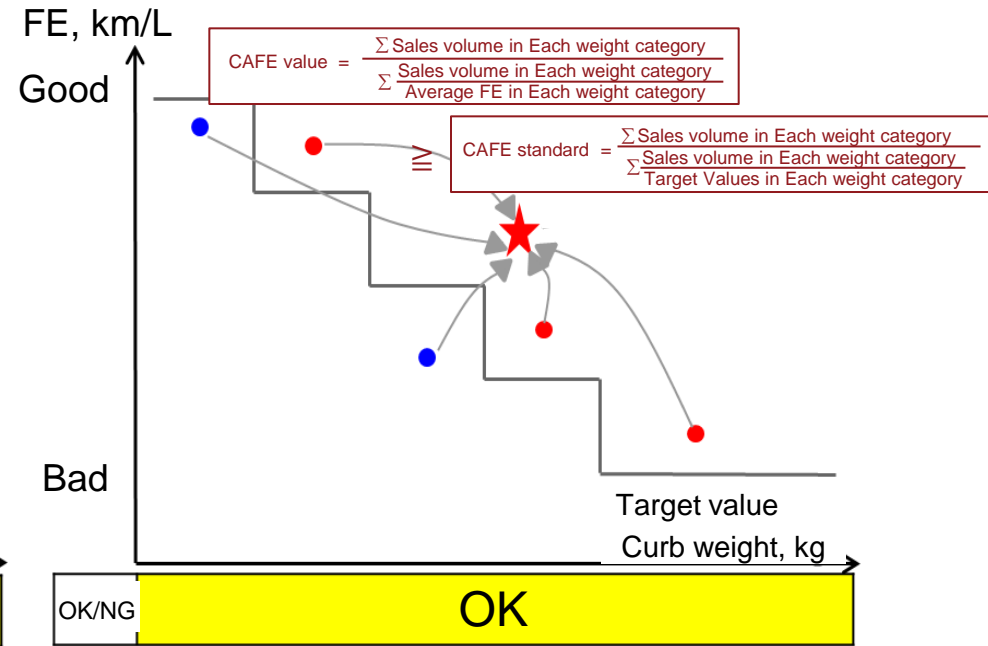 FE, km/L
Good
CAFE value = ∑Sales volume in Each weight category
∑ Sales volume in Each weight category
Average FE in Each weight category
≧
CAFE standard = ∑Sales volume in Each weight category
∑Sales volume in Each weight category
Target Values in Each weight category
Bad
Target value
Curb weight, kg
OK/NG
OK